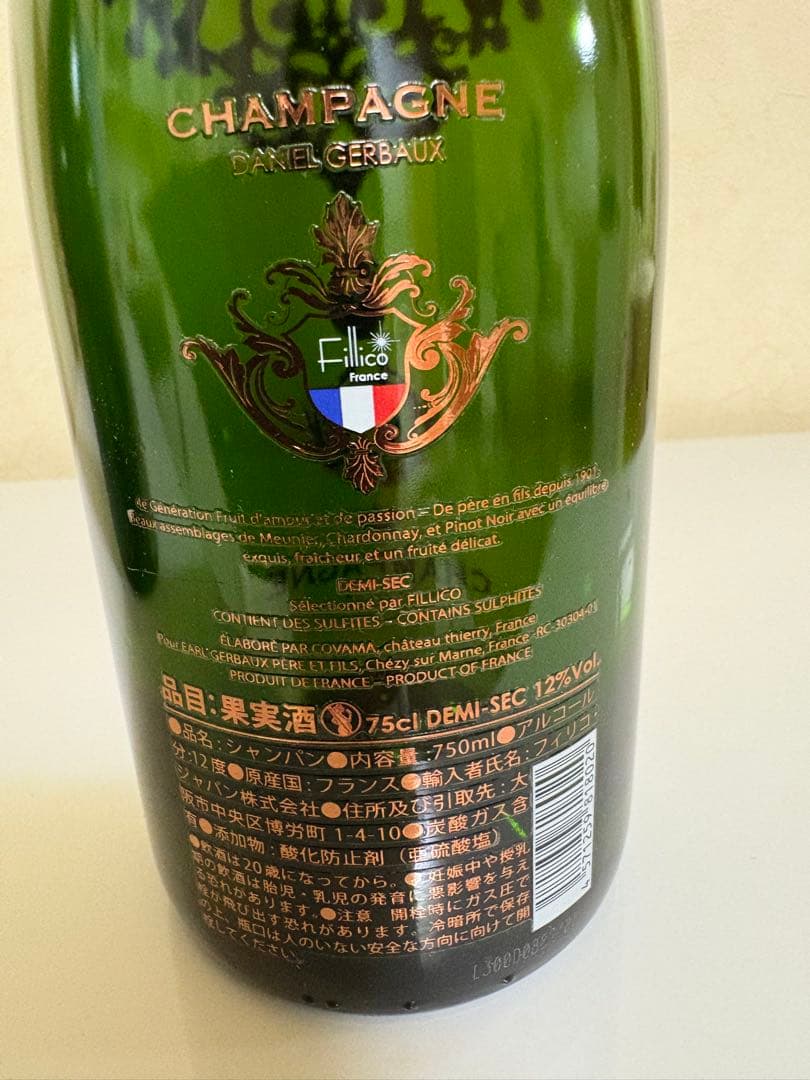 CHAMPAGNE
DANIEL GERBAUX
Fillico
France
Génération Fruit d'amour et de passion – De père en fils depuis 1901,
Beaux assemblages de Meunier, Chardonnay, et Pinot Noir avec un équilibre
exquis, fraîcheur et un fruité délicat.
DEMI-SEC
Sélectionné par FILLICO
CONTIENT DES SULFITES – CONTAINS SULPHITES
ÉLABORÉ PAR COVAMA, château thierry, France
Pour EARL GERBAUX PÈRE ET FILS, Chézy sur Marne, France -RC-30304-01
PRODUIT DE FRANCE – PRODUCT OF FRANCE
品目:果実酒 75cl DEMI-SEC 12%Vol.
●品名:シャンパン●内容量:750ml●アルコール
分:12度●原産国:フランス●輸入者氏名:フィリコ・
ジャパン株式会社●住所及び引取先:大
阪市中央区博労町1-4-10●炭酸ガス含
有●添加物:酸化防止剤(亜硫酸塩)
●飲酒は20歳になってから。●妊娠中や授乳
期の飲酒は胎児・乳児の発育に悪影響を与え
る恐れがあります。●注意 開栓時にガス圧で
栓が飛び出す恐れがあります。冷暗所で保存
の上、瓶口は人のいない安全な方向に向けて開
栓してください。